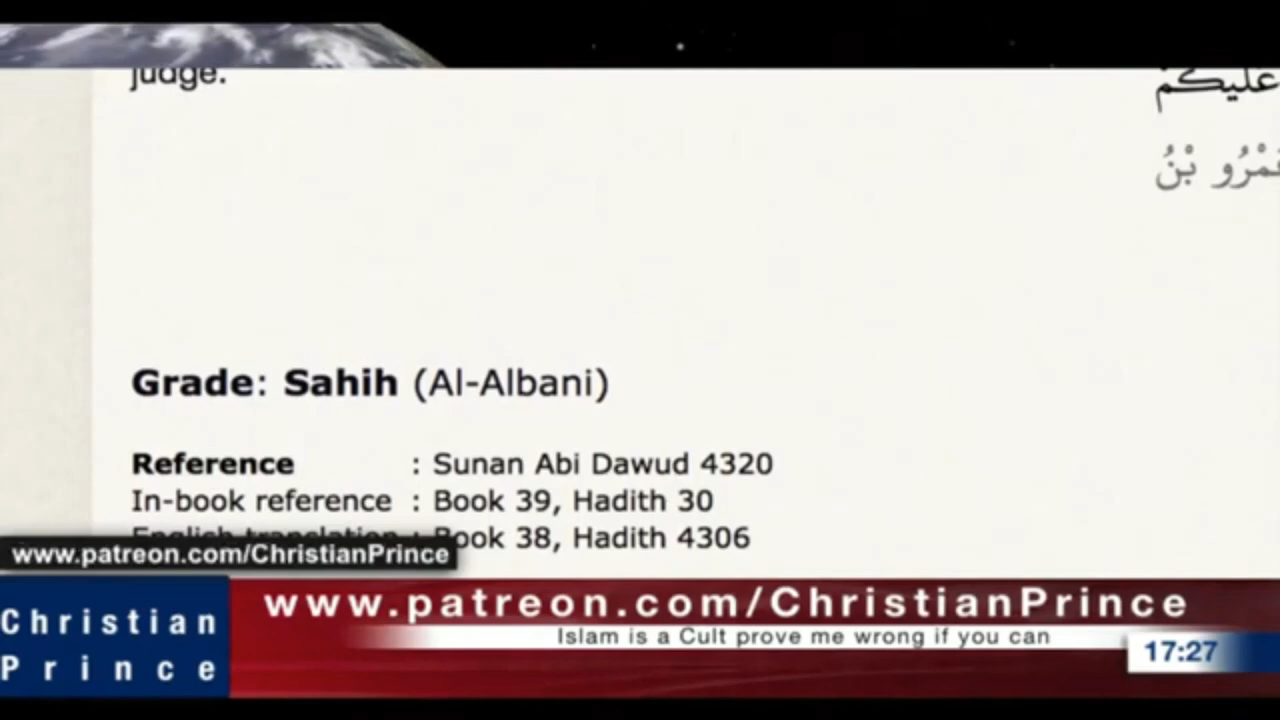 judge.
عَلَيْكُمْ
عَمْرُو بْنُ
Grade: Sahih (Al-Albani)
Reference : Sunan Abi Dawud 4320
In-book reference : Book 39, Hadith 30
English translation : Book 38, Hadith 4306
www.patreon.com/ChristianPrince
www.patreon.com/ChristianPrince
Islam is a Cult prove me wrong if you can
17:27
Christian
Prince